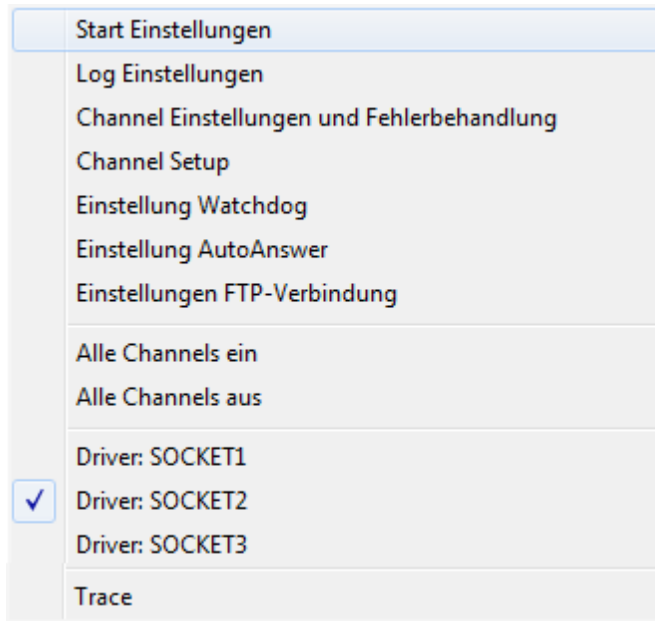 Start Einstellungen
Log Einstellungen
Channel Einstellungen und Fehlerbehandlung
Channel Setup
Einstellung Watchdog
Einstellung AutoAnswer
Einstellungen FTP-Verbindung
Alle Channels ein
Alle Channels aus
Driver: SOCKET1
Driver: SOCKET2
Driver: SOCKET3
Trace